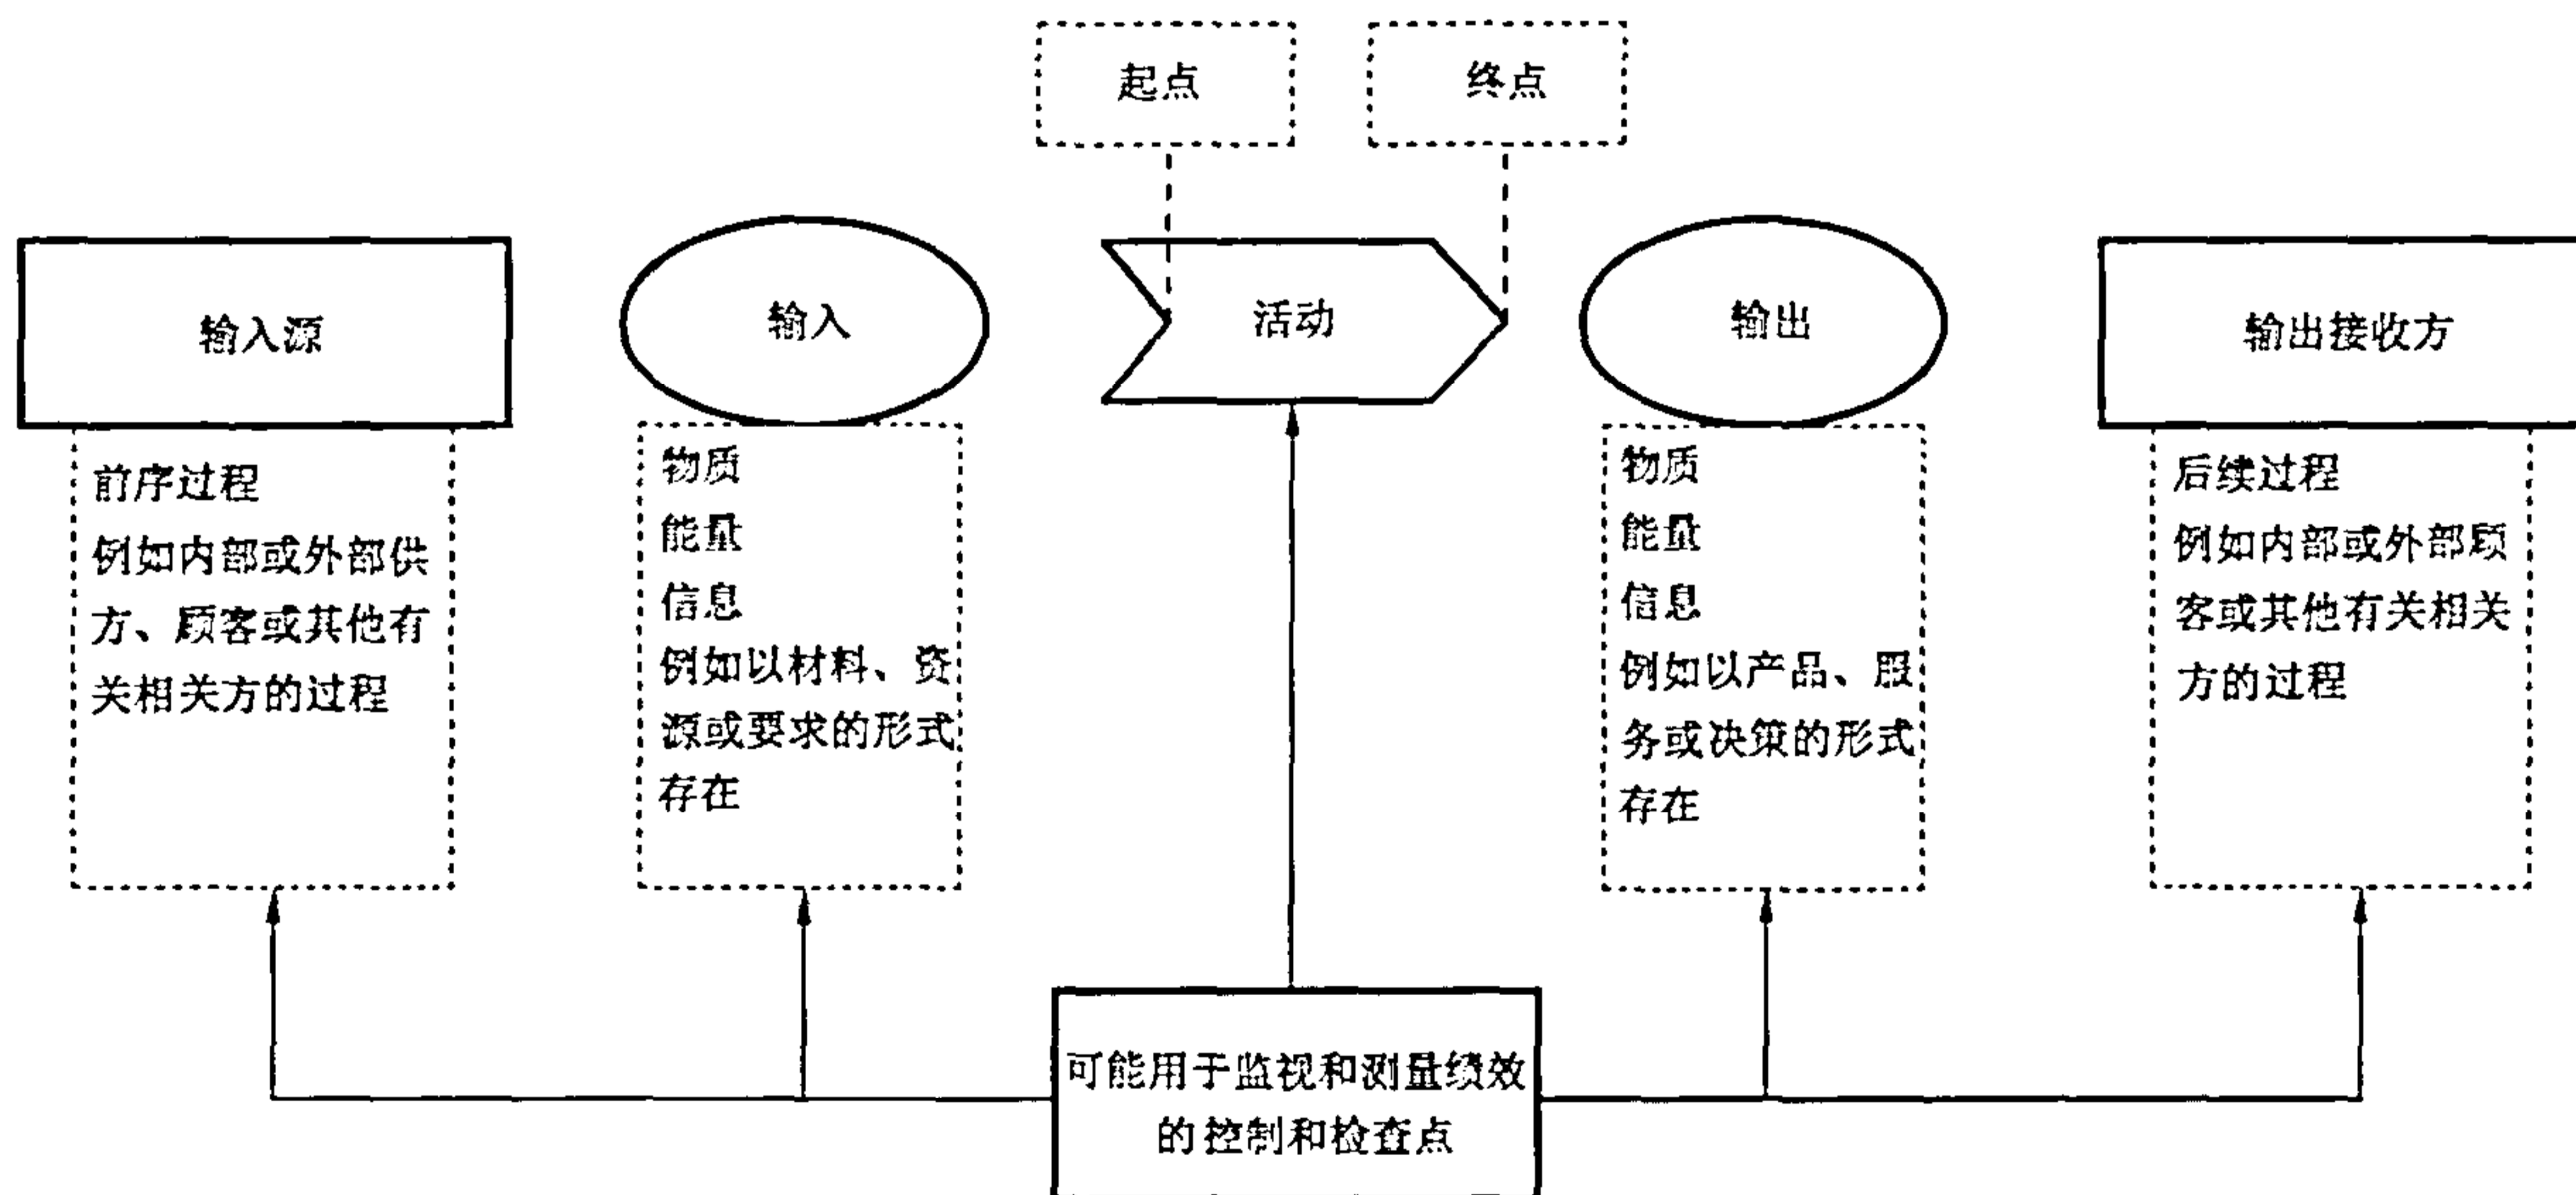 起点
终点
输入源
输入
活动
输出
输出接收方
前序过程
例如内部或外部供
方、顾客或其他有
关相关方的过程
物质
能量
信息
例如以材料、资
源或要求的形式
存在
物质
能量
信息
例如以产品、服
务或决策的形式
存在
后续过程
例如内部或外部顾
客或其他有关相关
方的过程
可能用于监视和测量绩效
的控制和检查点